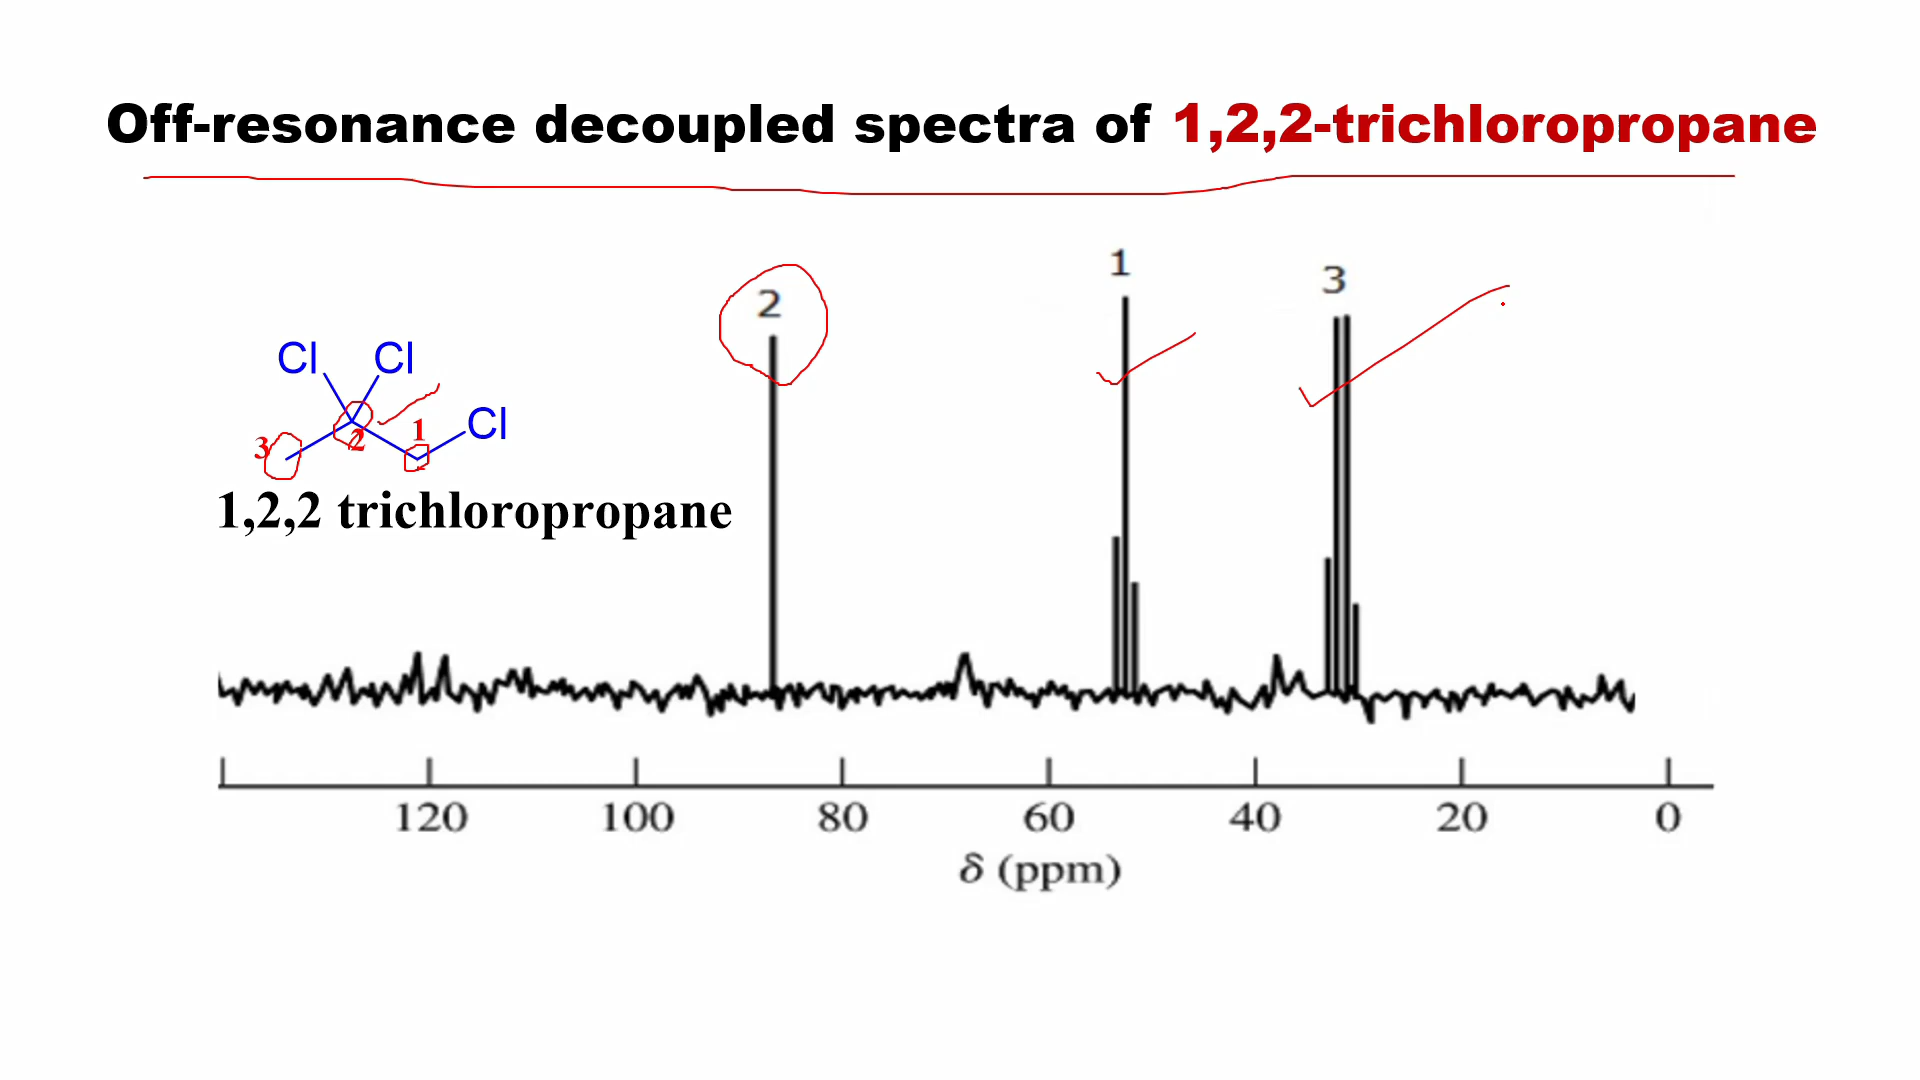 Off-resonance decoupled spectra of 1,2,2-trichloropropane
1
3
2
Cl Cl
Cl
1
3 2
1,2,2 trichloropropane
120 100 80 60 40 20 0
δ (ppm)